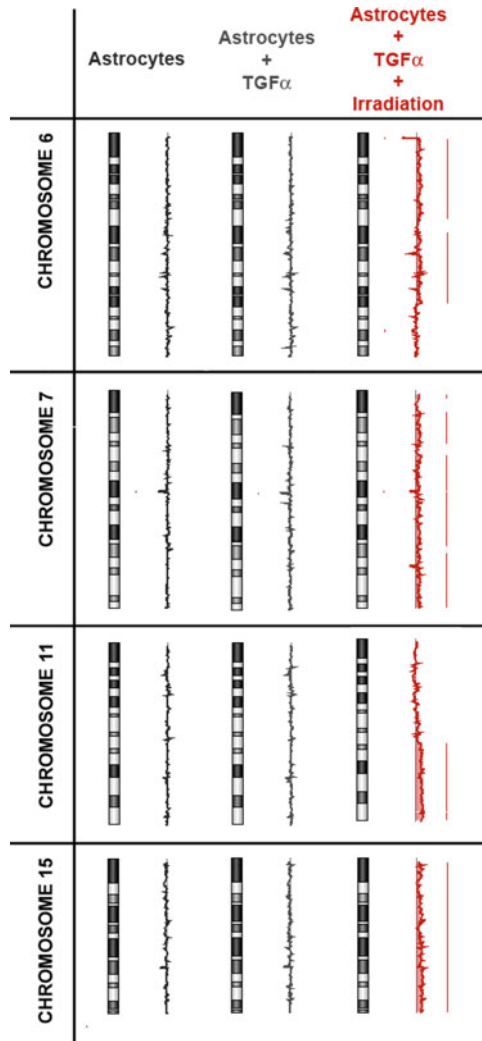 Astrocytes
Astrocytes
+
TGFα
Astrocytes
+
TGFα
+
Irradiation
CHROMOSOME 6
CHROMOSOME 7
CHROMOSOME 11
CHROMOSOME 15